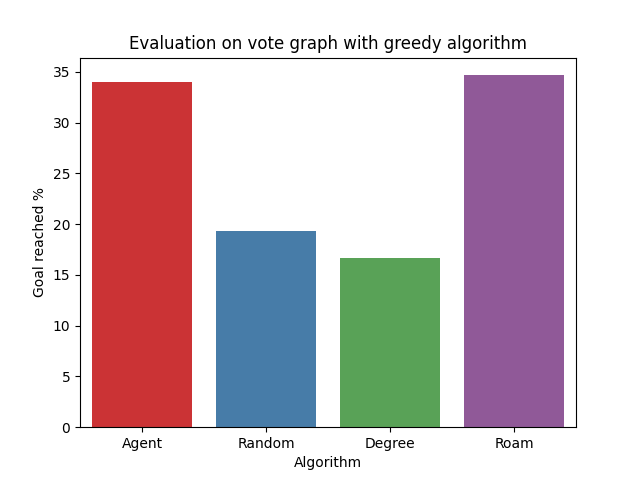 Evaluation on vote graph with greedy algorithm
Goal reached %
35
30
25
20
15
10
5
0
Agent Random Degree Roam
Algorithm